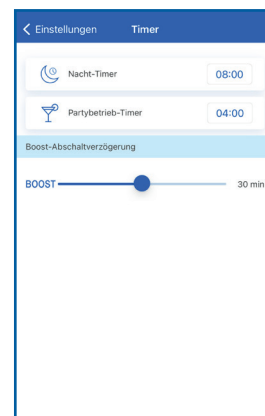 Einstellungen Timer
Nacht-Timer 08:00
Partybetrieb-Timer 04:00
Boost-Abschaltverzögerung
BOOST 30 min